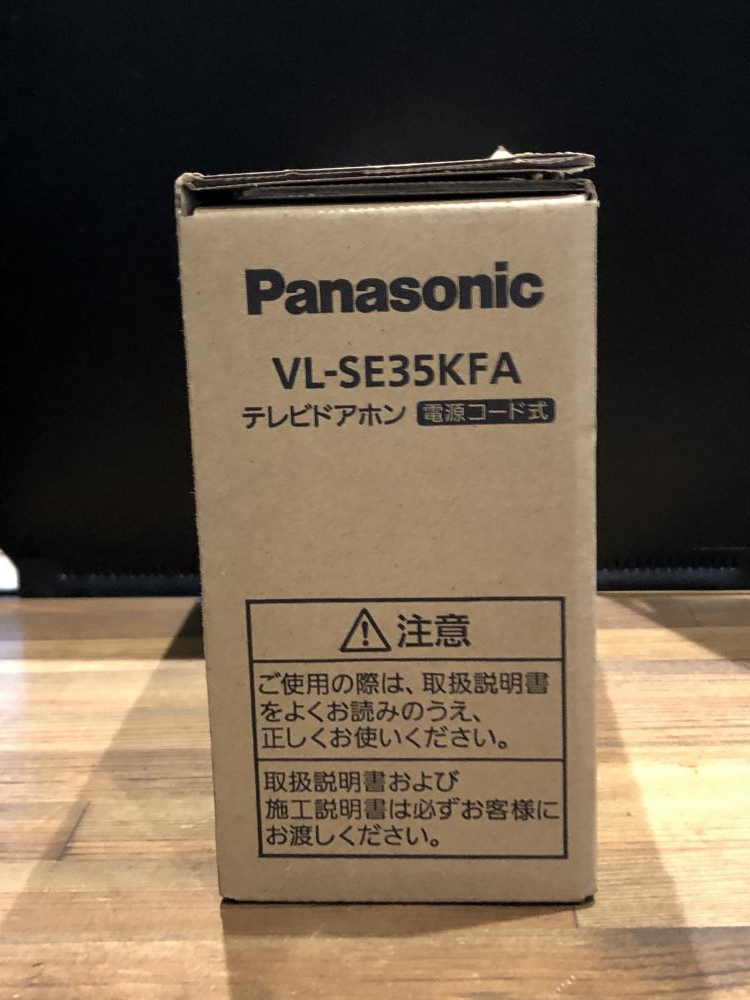 Panasonic
VL-SE35KFA
テレビドアホン 電源コード式
注意
ご使用の際は、取扱説明書
をよくお読みのうえ、
正しくお使いください。
取扱説明書および
施工説明書は必ずお客様に
お渡しください。